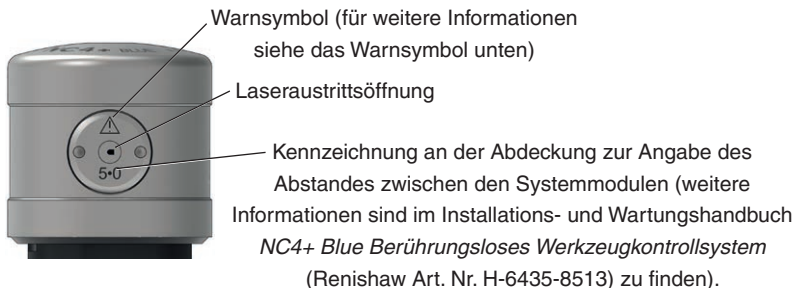 Warnsymbol (für weitere Informationen
siehe das Warnsymbol unten)
NC4+ BLUE
Laseraustrittsöffnung
5•0
Kennzeichnung an der Abdeckung zur Angabe des
Abstandes zwischen den Systemmodulen (weitere
Informationen sind im Installations- und Wartungshandbuch
NC4+ Blue Berührungsloses Werkzeugkontrollsystem
(Renishaw Art. Nr. H-6435-8513) zu finden).